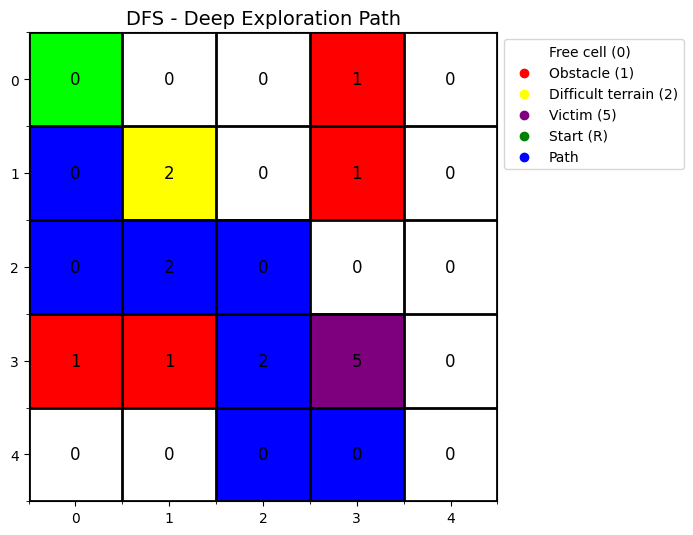 DFS - Deep Exploration Path
0 0 0 0 1 0
1 0 2 0 1 0
2 0 2 0 0 0
3 1 1 2 5 0
4 0 0 0 0 0
0 1 2 3 4
Free cell (0)
Obstacle (1)
Difficult terrain (2)
Victim (5)
Start (R)
Path